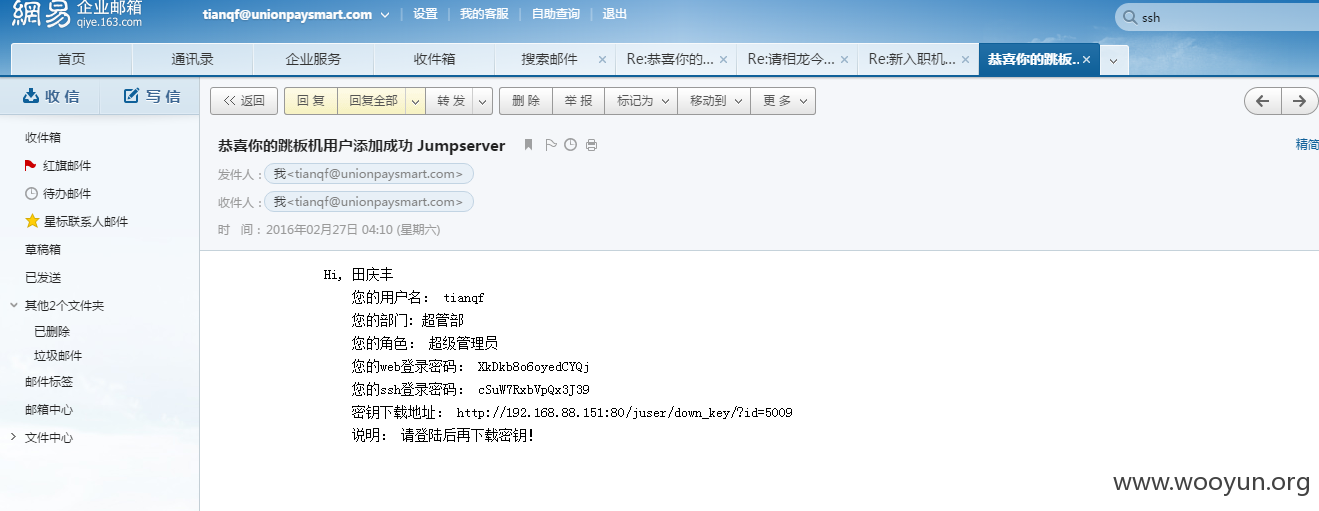 網易 企业邮箱 qiye.163.com
tianqf@unionpaysmart.com 设置 我的客服 自助查询 退出
ssh
首页 通讯录 企业服务 收件箱 搜索邮件 × Re:恭喜你的... × Re:请相龙今... × Re:新入职机... × 恭喜你的跳板.. ×
收 信 写 信
<< 返回 回 复 回复全部 转 发 删 除 举 报 标记为 移动到 更 多
收件箱
红旗邮件
待办邮件
星标联系人邮件
草稿箱
已发送
其他2个文件夹
已删除
垃圾邮件
邮件标签
邮箱中心
文件中心
恭喜你的跳板机用户添加成功 Jumpserver
精简
发件人 : 我<tianqf@unionpaysmart.com>
收件人 : 我<tianqf@unionpaysmart.com>
时 间 : 2016年02月27日 04:10 (星期六)
Hi, 田庆丰
您的用户名： tianqf
您的部门： 超管部
您的角色： 超级管理员
您的web登录密码： XkDkb8o6oyedCYQj
您的ssh登录密码： cSuW7RxbVpQx3J39
密钥下载地址： http://192.168.88.151:80/juser/down_key/?id=5009
说明： 请登陆后再下载密钥！
www.wooyun.org